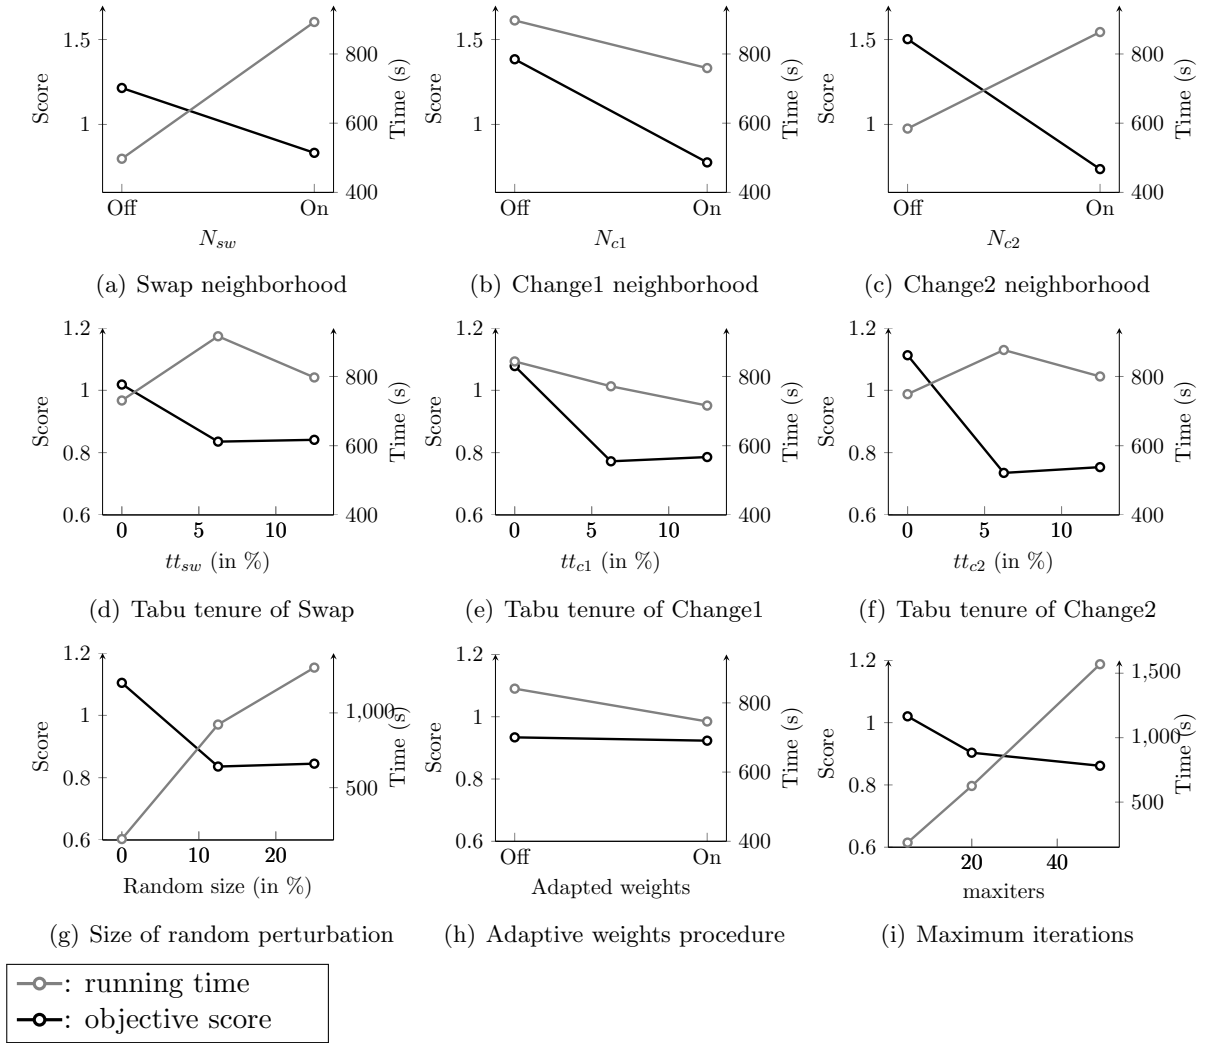 1.5
1
Score
800
600
400
Time (s)
Off On
N_sw
(a) Swap neighborhood
1.5
1
Score
800
600
400
Time (s)
Off On
N_c1
(b) Change1 neighborhood
1.5
1
Score
800
600
400
Time (s)
Off On
N_c2
(c) Change2 neighborhood
1.2
1
0.8
0.6
Score
800
600
400
Time (s)
0 5 10
tt_sw (in %)
(d) Tabu tenure of Swap
1.2
1
0.8
0.6
Score
800
600
400
Time (s)
0 5 10
tt_c1 (in %)
(e) Tabu tenure of Change1
1.2
1
0.8
0.6
Score
800
600
400
Time (s)
0 5 10
tt_c2 (in %)
(f) Tabu tenure of Change2
1.2
1
0.8
0.6
Score
1,000
500
Time (s)
0 10 20
Random size (in %)
(g) Size of random perturbation
1.2
1
0.8
0.6
Score
800
600
400
Time (s)
Off On
Adapted weights
(h) Adaptive weights procedure
1.2
1
0.8
0.6
Score
1,500
1,000
500
Time (s)
20 40
maxiters
(i) Maximum iterations
: running time
: objective score